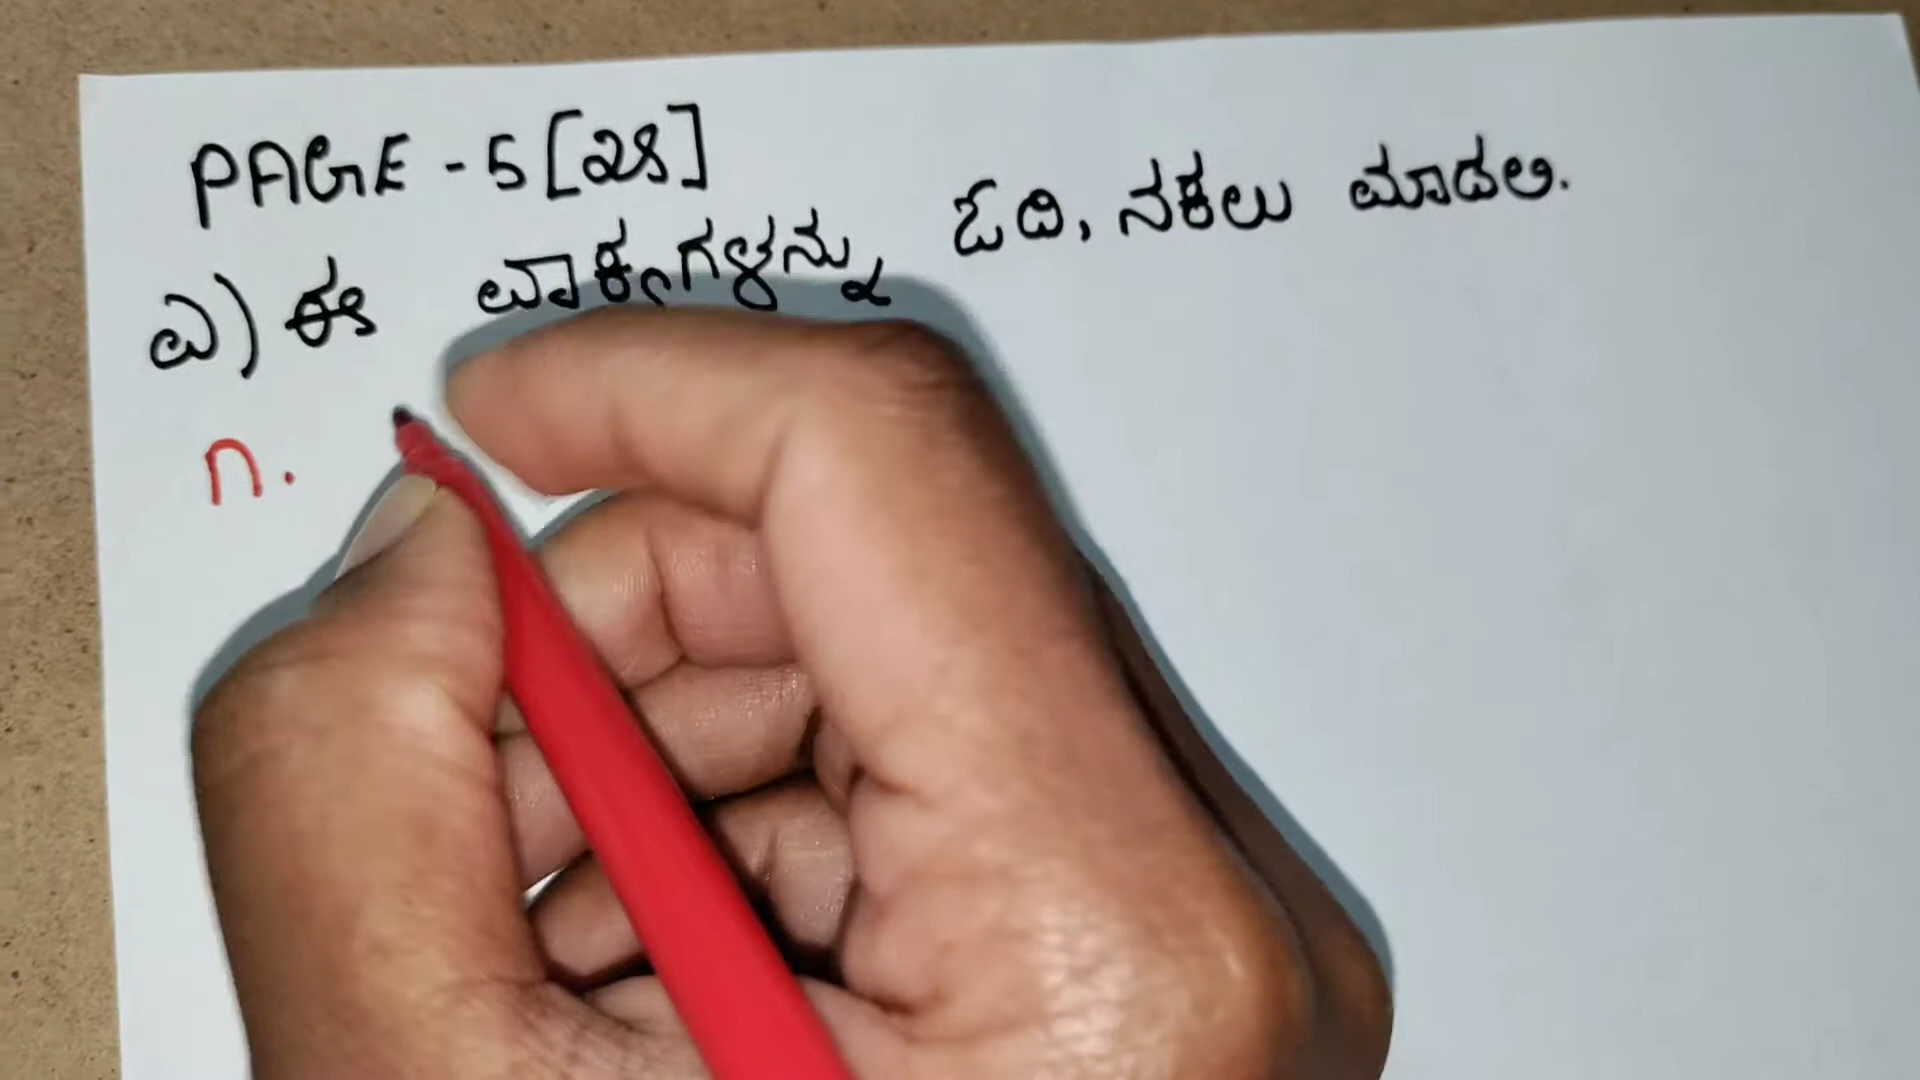 PAGE - 5 [28]
ಎ) ಈ ವಾಕ್ಯಗಳನ್ನು ಓದಿ, ನಕಲು ಮಾಡಲಿ.
೧.